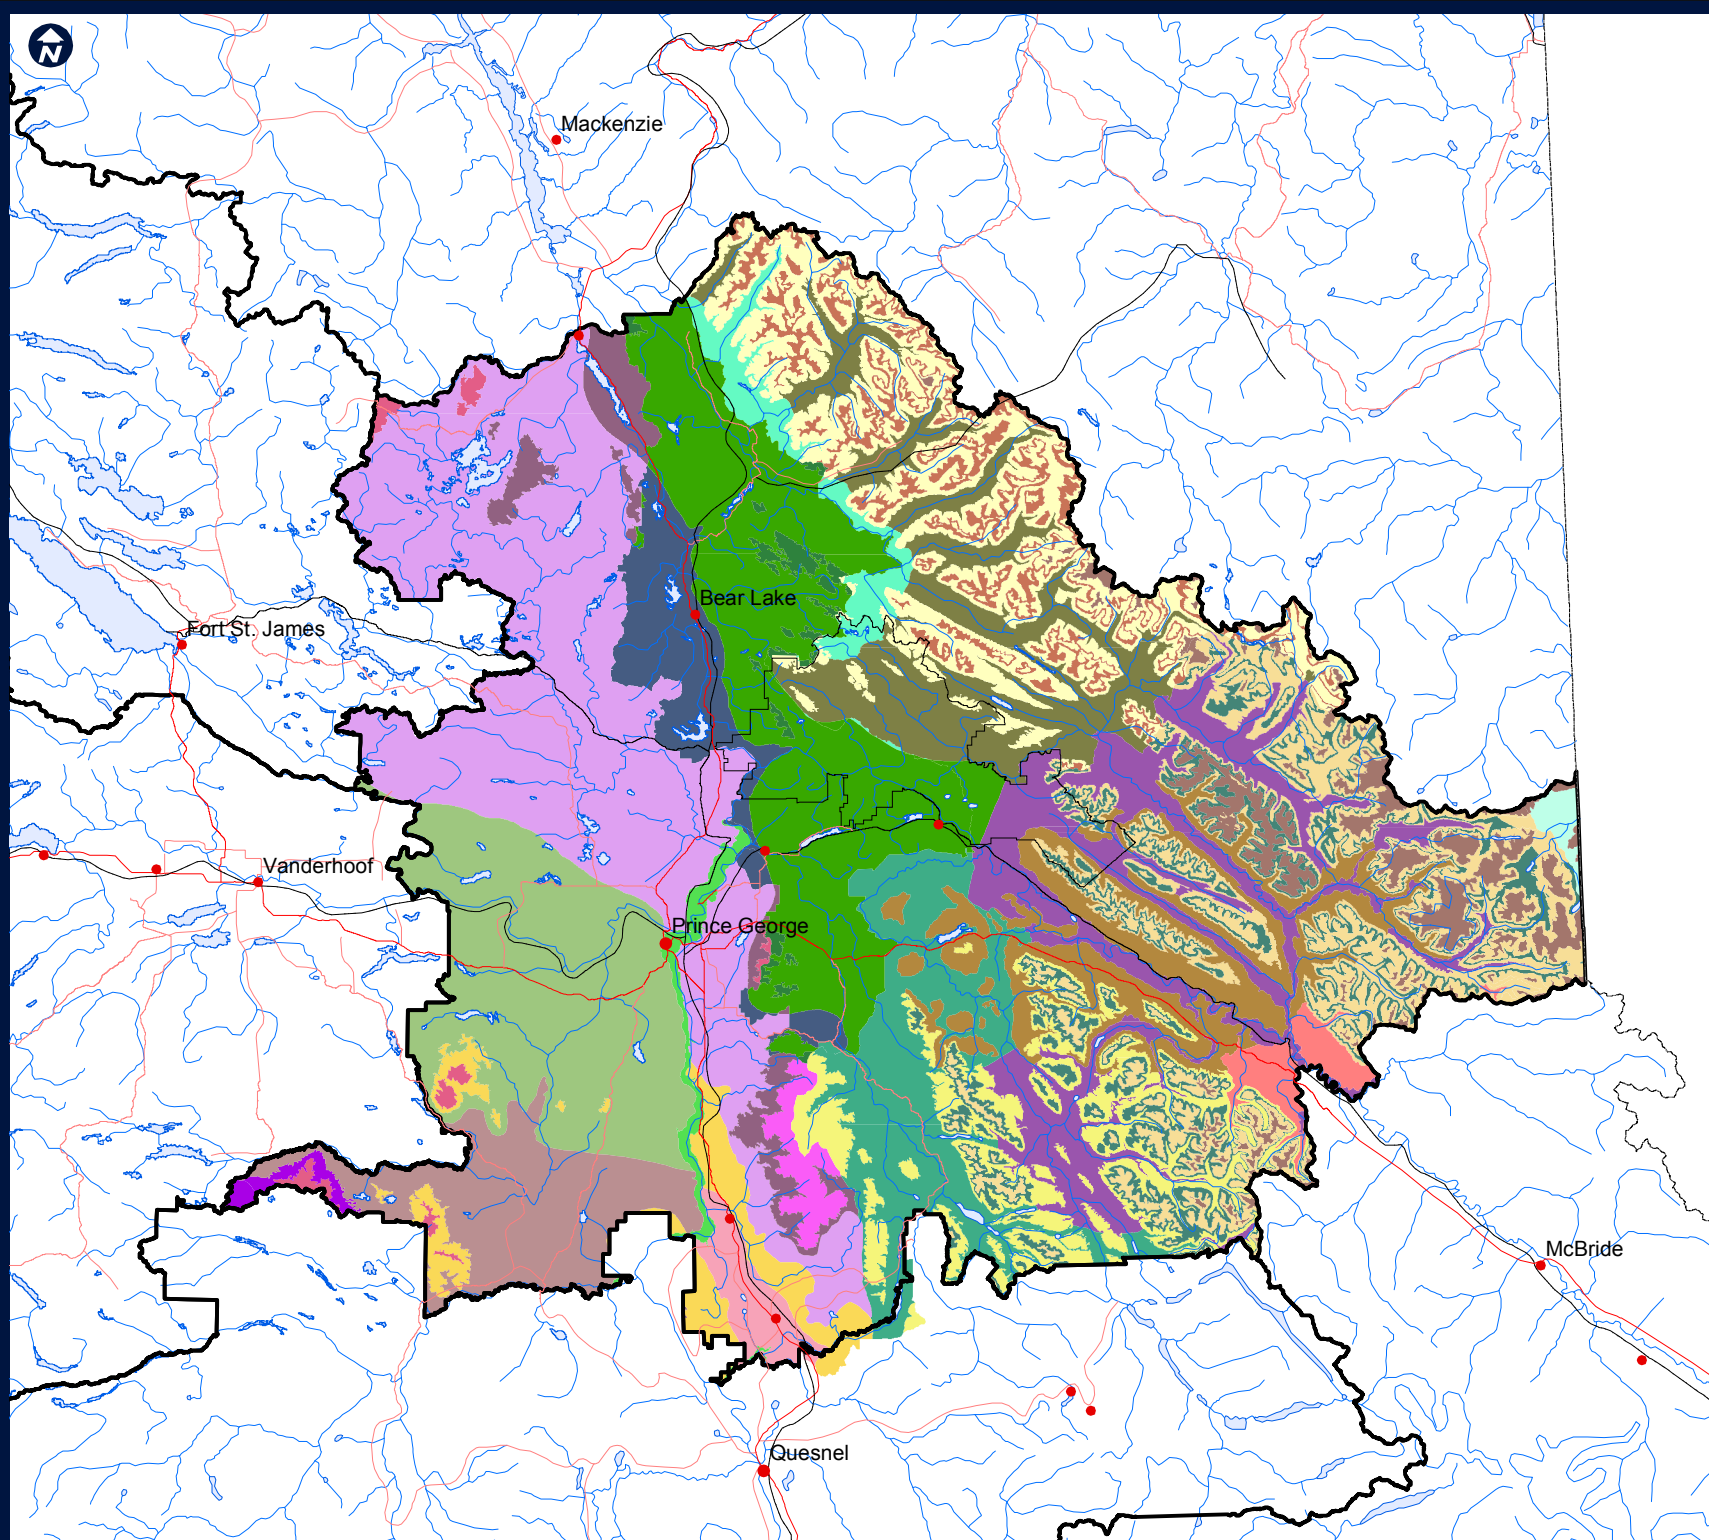 N
Mackenzie
Bear Lake
Fort St. James
Vanderhoof
Prince George
McBride
Quesnel